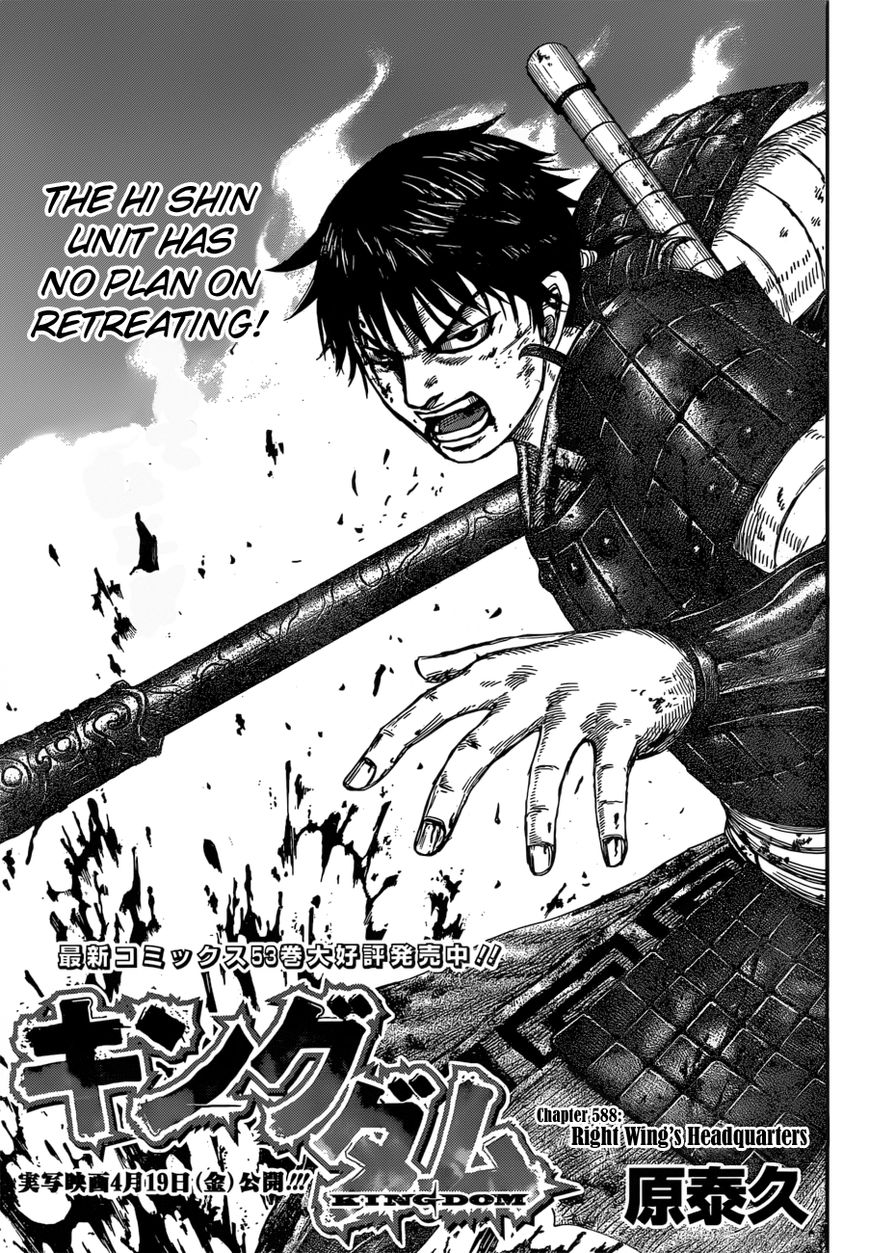 THE HI SHIN
UNIT HAS
NO PLAN ON
RETREATING!
最新コミックス53巻大好評発売中!!
キングダム
KINGDOM
実写映画4月19日(金)公開!!!
Chapter 588:
Right Wing's Headquarters
原泰久